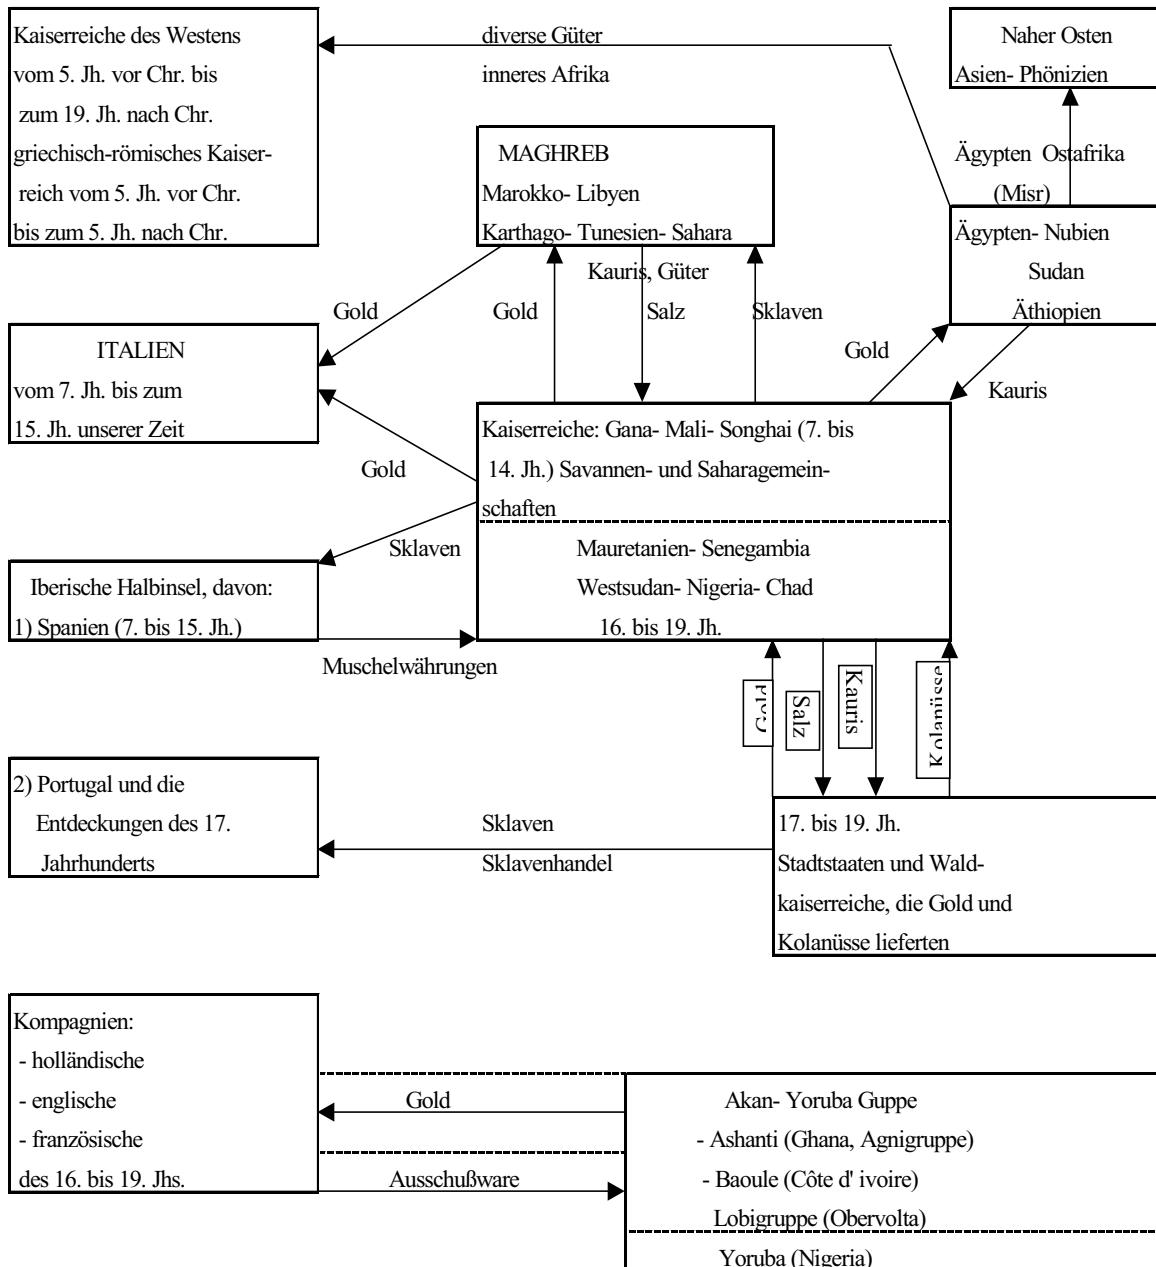 Kaiserreiche des Westens
vom 5. Jh. vor Chr. bis
zum 19. Jh. nach Chr.
griechisch-römisches Kaiser-
reich vom 5. Jh. vor Chr.
bis zum 5. Jh. nach Chr.
diverse Güter
inneres Afrika
Naher Osten
Asien- Phönizien
Ägypten Ostafrika
(Misr)
MAGHREB
Marokko- Libyen
Karthago- Tunesien- Sahara
Ägypten- Nubien
Sudan
Äthiopien
Kauris, Güter
Gold
Gold
Salz
Sklaven
Gold
Kauris
ITALIEN
vom 7. Jh. bis zum
15. Jh. unserer Zeit
Gold
Kaiserreiche: Gana- Mali- Songhai (7. bis
14. Jh.) Savannen- und Saharagemein-
schaften
Mauretanien- Senegambia
Westsudan- Nigeria- Chad
16. bis 19. Jh.
Sklaven
Iberische Halbinsel, davon:
1) Spanien (7. bis 15. Jh.)
Muschelwährungen
Gold
Salz
Kauris
Kolanüsse
2) Portugal und die
Entdeckungen des 17.
Jahrhunderts
Sklaven
Sklavenhandel
17. bis 19. Jh.
Stadtstaaten und Wald-
kaiserreiche, die Gold und
Kolanüsse lieferten
Kompagnien:
- holländische
- englische
- französische
des 16. bis 19. Jhs.
Gold
Ausschußware
Akan- Yoruba Guppe
- Ashanti (Ghana, Agnigruppe)
- Baoule (Côte d' ivoire)
Lobigruppe (Obervolta)
Yoruba (Nigeria)